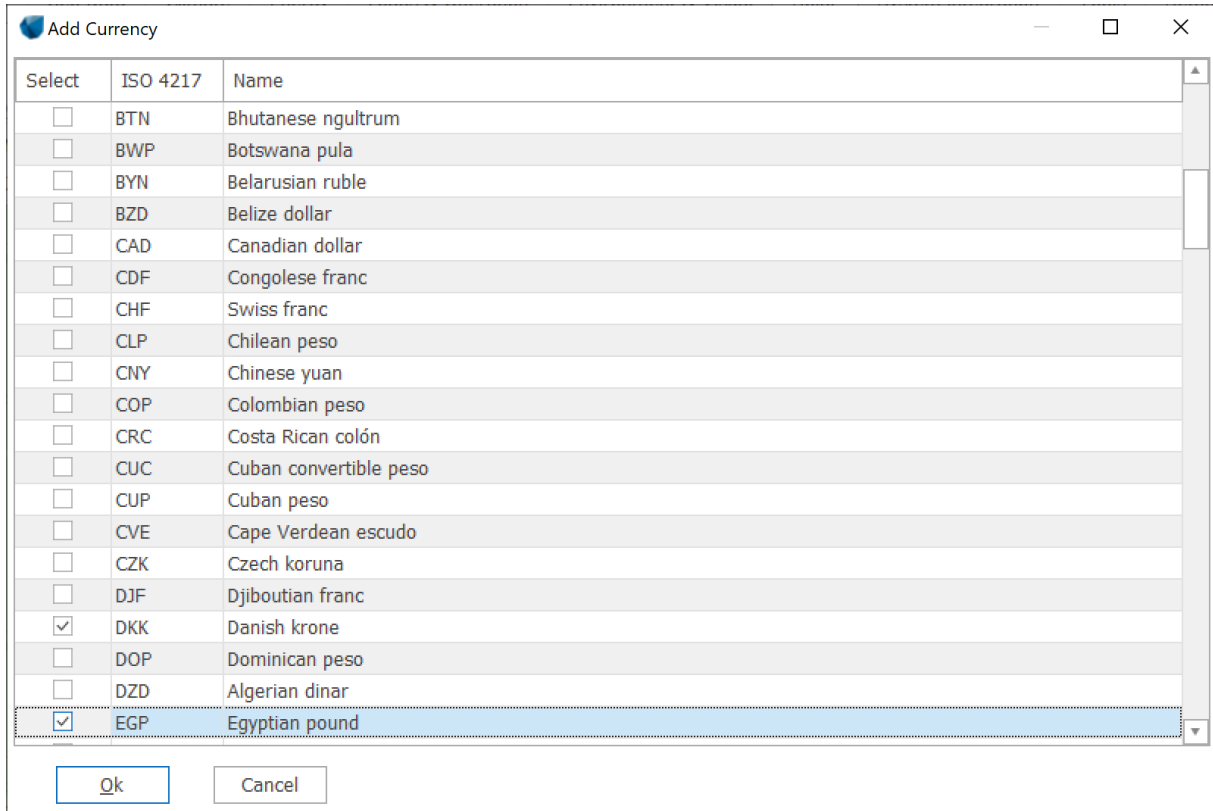 Add Currency
Select ISO 4217 Name
BTN Bhutanese ngultrum
BWP Botswana pula
BYN Belarusian ruble
BZD Belize dollar
CAD Canadian dollar
CDF Congolese franc
CHF Swiss franc
CLP Chilean peso
CNY Chinese yuan
COP Colombian peso
CRC Costa Rican colón
CUC Cuban convertible peso
CUP Cuban peso
CVE Cape Verdean escudo
CZK Czech koruna
DJF Djiboutian franc
DKK Danish krone
DOP Dominican peso
DZD Algerian dinar
EGP Egyptian pound
Ok Cancel